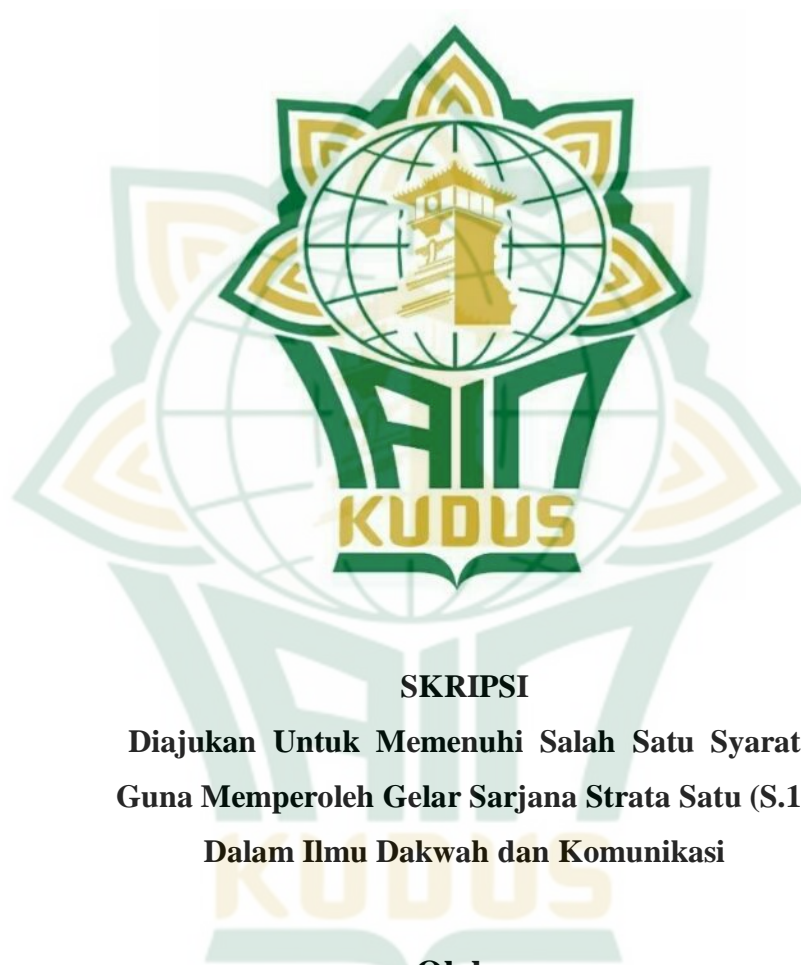 IAIN
KUDUS
SKRIPSI
Diajukan Untuk Memenuhi Salah Satu Syarat
Guna Memperoleh Gelar Sarjana Strata Satu (S.1
Dalam Ilmu Dakwah dan Komunikasi